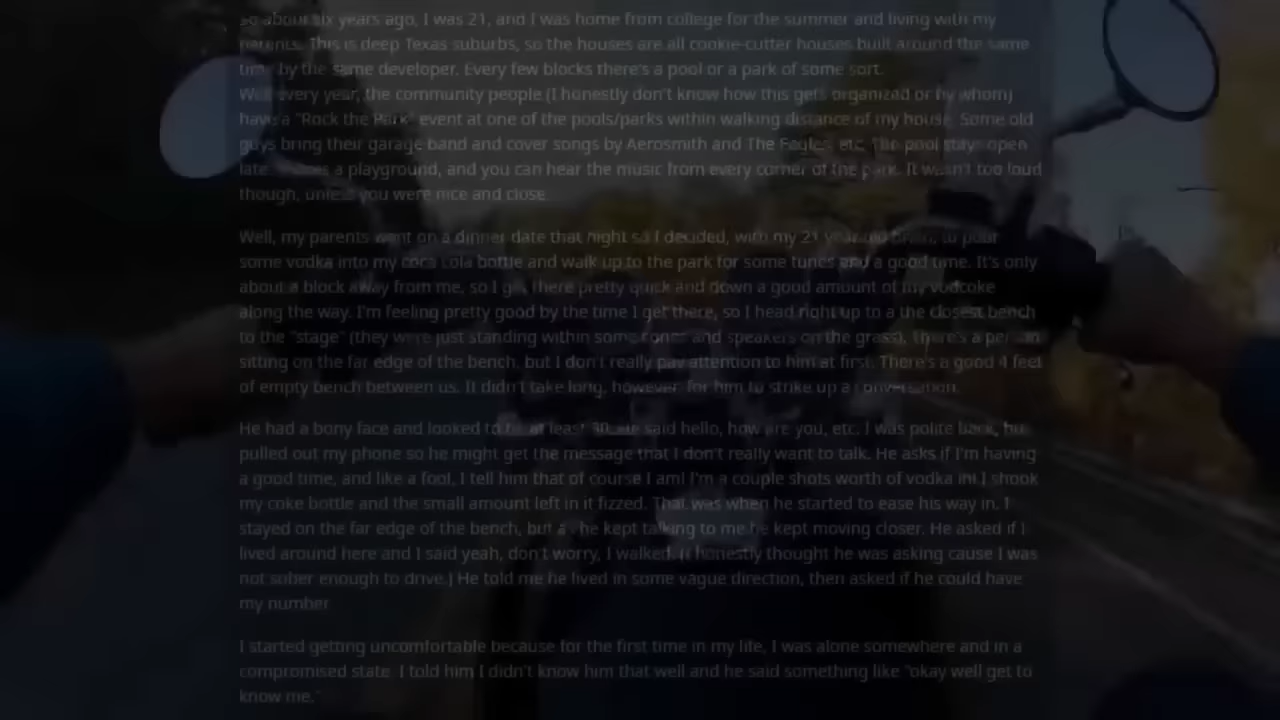 so about six years ago, I was 21, and I was home from college for the summer and living with my
parents. This is deep Texas suburbs, so the houses are all cookie-cutter houses built around the same
time by the same developer. Every few blocks there's a pool or a park of some sort.
Well every year, the community people (I honestly don't know how this gets organized or by whom)
have a "Rock the Park" event at one of the pools/parks within walking distance of my house. Some old
guys bring their garage band and cover songs by Aerosmith and The Eagles, etc. The pool stays open
late. There's a playground, and you can hear the music from every corner of the park. It wasn't too loud
though, unless you were nice and close.
Well, my parents went on a dinner date that night so I decided, with my 21 year old brain, to pour
some vodka into my coca cola bottle and walk up to the park for some tunes and a good time. It's only
about a block away from me, so I get there pretty quick and down a good amount of my vodcoke
along the way. I'm feeling pretty good by the time I get there, so I head right up to a the closest bench
to the "stage" (they were just standing within some cones and speakers on the grass). There's a person
sitting on the far edge of the bench, but I don't really pay attention to him at first. There's a good 4 feet
of empty bench between us. It didn't take long, however, for him to strike up a conversation.
He had a bony face and looked to be at least 30. He said hello, how are you, etc. I was polite back, but
pulled out my phone so he might get the message that I don't really want to talk. He asks if I'm having
a good time, and like a fool, I tell him that of course I am! I'm a couple shots worth of vodka in! I shook
my coke bottle and the small amount left in it fizzed. That was when he started to ease his way in. I
stayed on the far edge of the bench, but as he kept talking to me he kept moving closer. He asked if I
lived around here and I said yeah, don't worry, I walked. (I honestly thought he was asking cause I was
not sober enough to drive.) He told me he lived in some vague direction, then asked if he could have
my number
I started getting uncomfortable because for the first time in my life, I was alone somewhere and in a
compromised state. I told him I didn't know him that well and he said something like "okay well get to
know me."